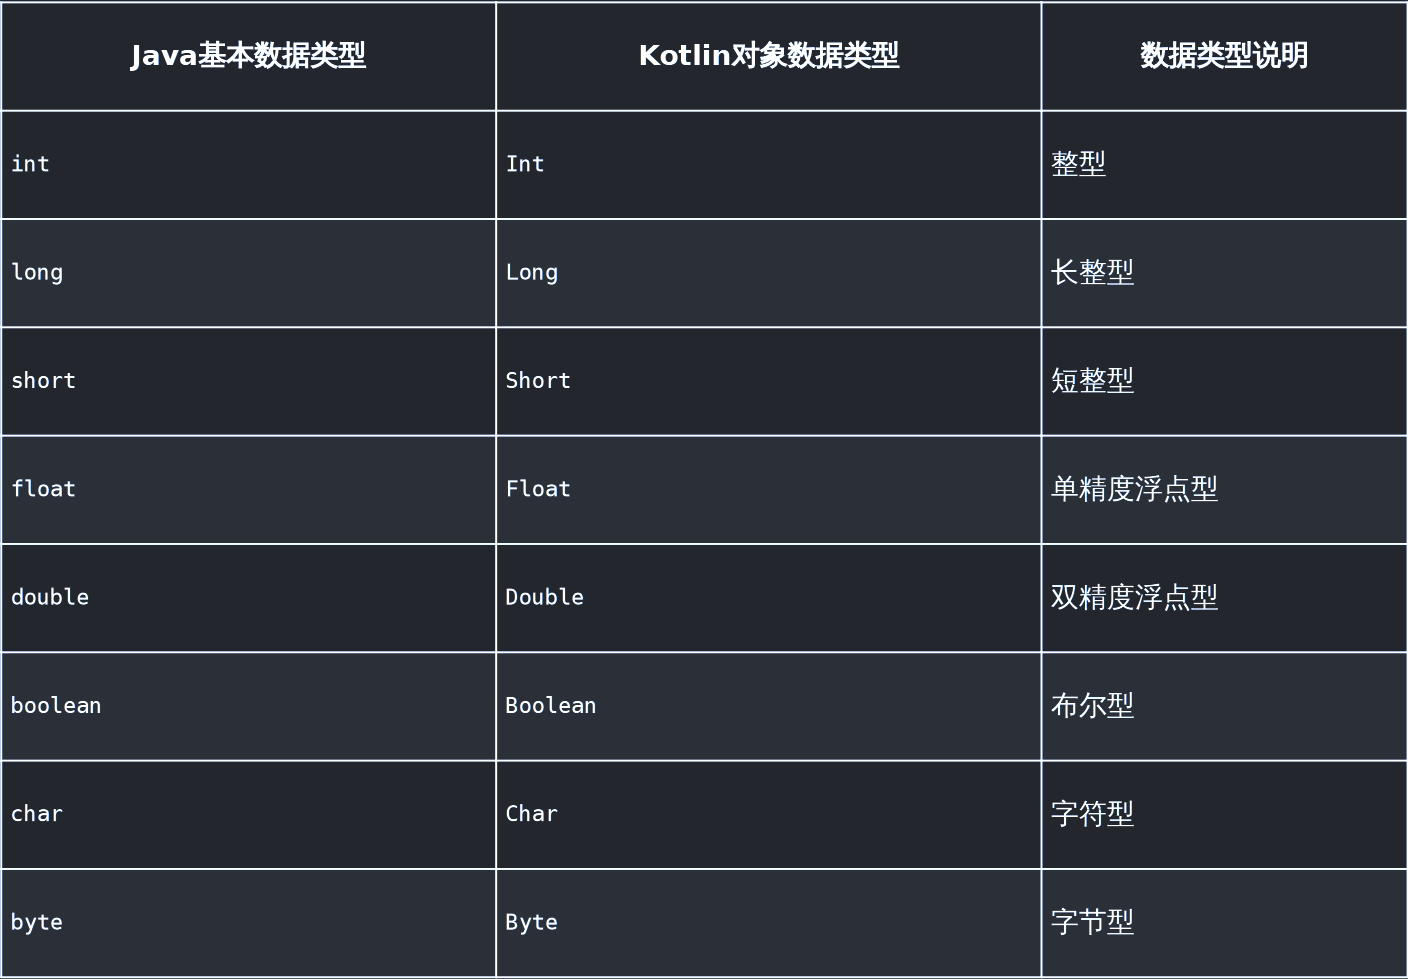 Java基本数据类型 Kotlin对象数据类型 数据类型说明
int Int 整型
long Long 长整型
short Short 短整型
float Float 单精度浮点型
double Double 双精度浮点型
boolean Boolean 布尔型
char Char 字符型
byte Byte 字节型